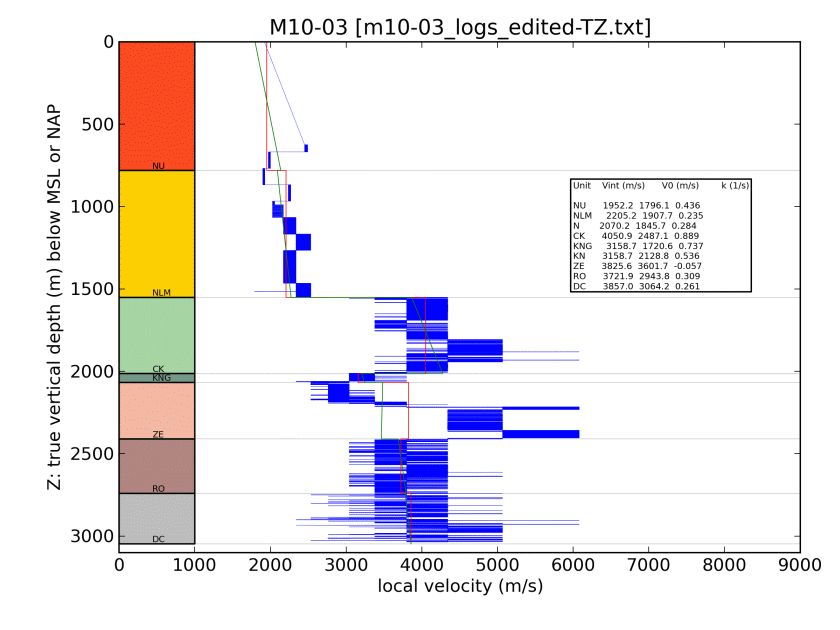 M10-03 [m10-03_logs_edited-TZ.txt]
Z: true vertical depth (m) below MSL or NAP
0
500
1000
1500
2000
2500
3000
NU
NLM
CK
KNG
ZE
RO
DC
Unit Vint (m/s) V0 (m/s) k (1/s)
NU 1952.2 1796.1 0.436
NLM 2205.2 1907.7 0.235
N 2070.2 1845.7 0.284
CK 4050.9 2487.1 0.889
KNG 3158.7 1720.6 0.737
KN 3158.7 2128.8 0.536
ZE 3825.6 3601.7 -0.057
RO 3721.9 2943.8 0.309
DC 3857.0 3064.2 0.261
0 1000 2000 3000 4000 5000 6000 7000 8000 9000
local velocity (m/s)